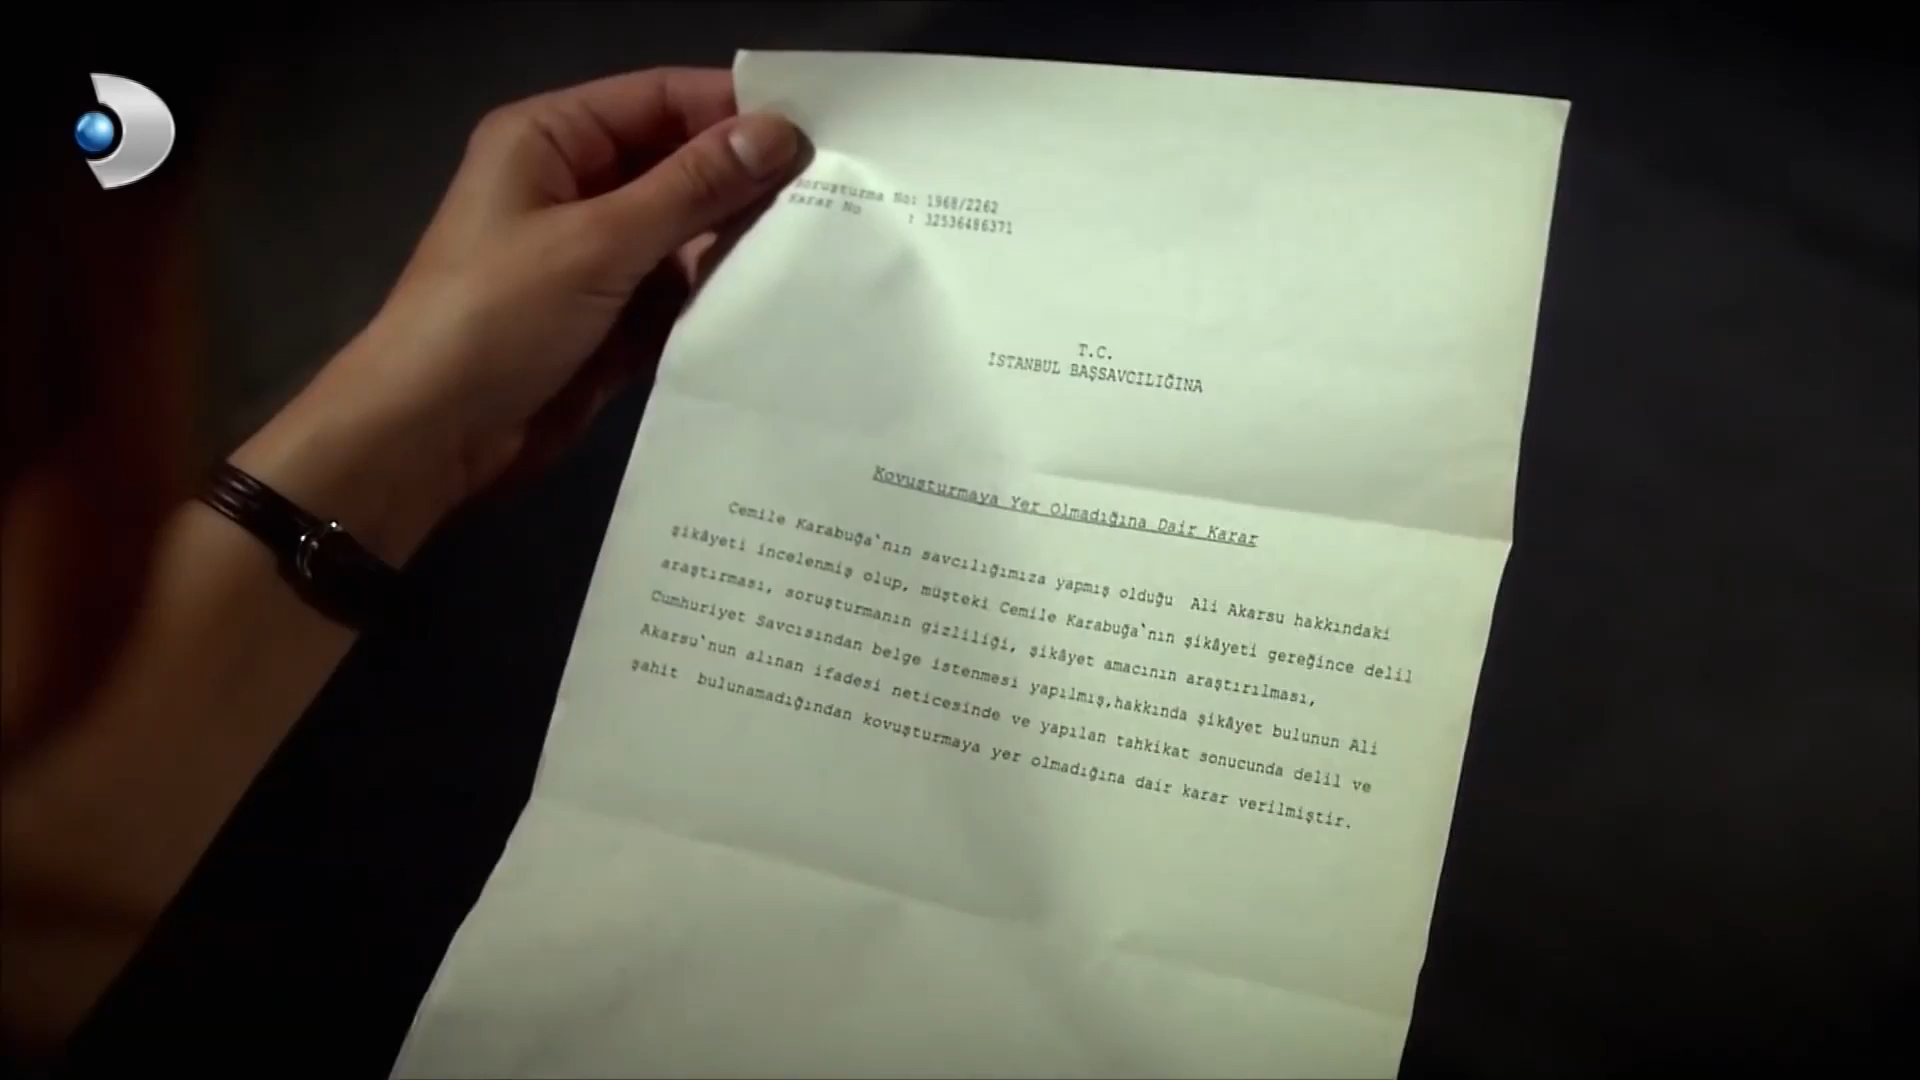 Soruşturma No: 1968/2262
Karar No : 32536486371
T.C.
İSTANBUL BAŞSAVCILIĞINA
Kovuşturmaya Yer Olmadığına Dair Karar
Cemile Karabuğa`nın savcılığımıza yapmış olduğu Ali Akarsu hakkındaki
şikâyeti incelenmiş olup, müşteki Cemile Karabuğa`nın şikâyeti gereğince delil
araştırması, soruşturmanın gizliliği, şikâyet amacının araştırılması,
Cumhuriyet Savcısından belge istenmesi yapılmış,hakkında şikâyet bulunun Ali
Akarsu`nun alınan ifadesi neticesinde ve yapılan tahkikat sonucunda delil ve
şahit bulunamadığından kovuşturmaya yer olmadığına dair karar verilmiştir.